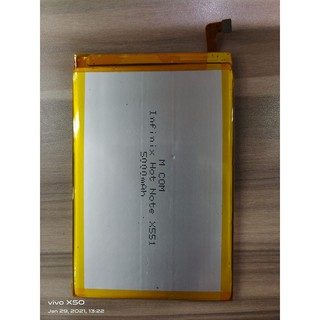 M COM
Infinix Hot Note X551
5000mAh
vivo X50
Jan 29, 2021, 13:22